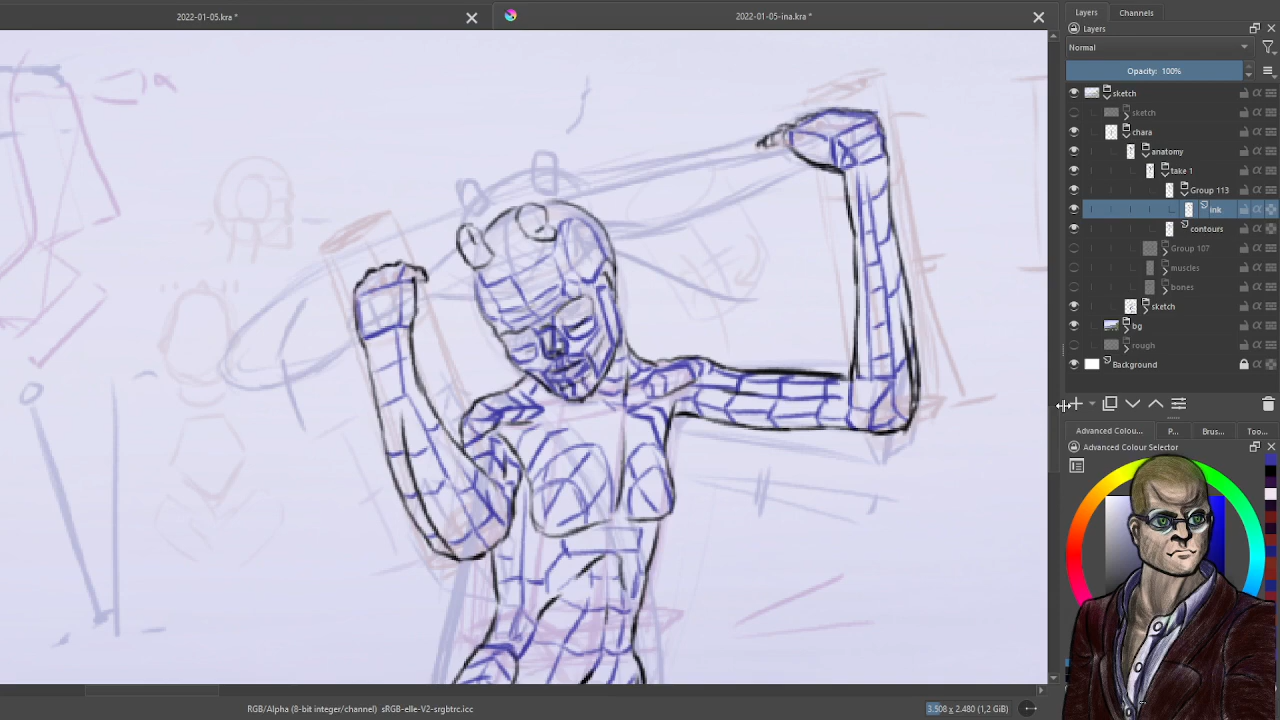 2022-01-05.kra *
2022-01-05-ina.kra *
Layers
Channels
Layers
Normal
Opacity: 100%
sketch
sketch
chara
anatomy
take 1
Group 113
ink
contours
Group 107
muscles
bones
sketch
bg
rough
Background
Advanced Colou...
P...
Brus...
Too...
Advanced Colour Selector
RGB/Alpha (8-bit integer/channel) sRGB-elle-V2-srgbtrc.icc
3.508 x 2.480 (1,2 GiB)